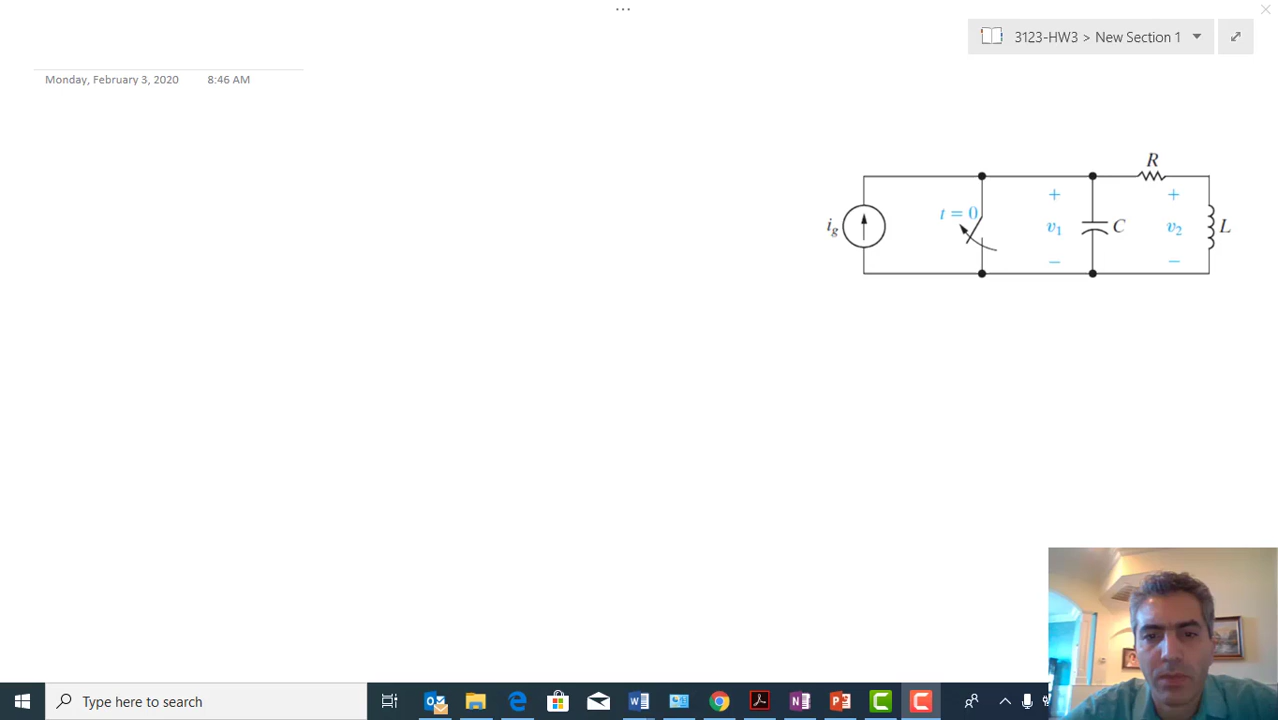 ...
3123-HW3 > New Section 1
Monday, February 3, 2020 8:46 AM
R
t = 0
+
+
i_g
v_1
C
v_2
L
−
−
Type here to search